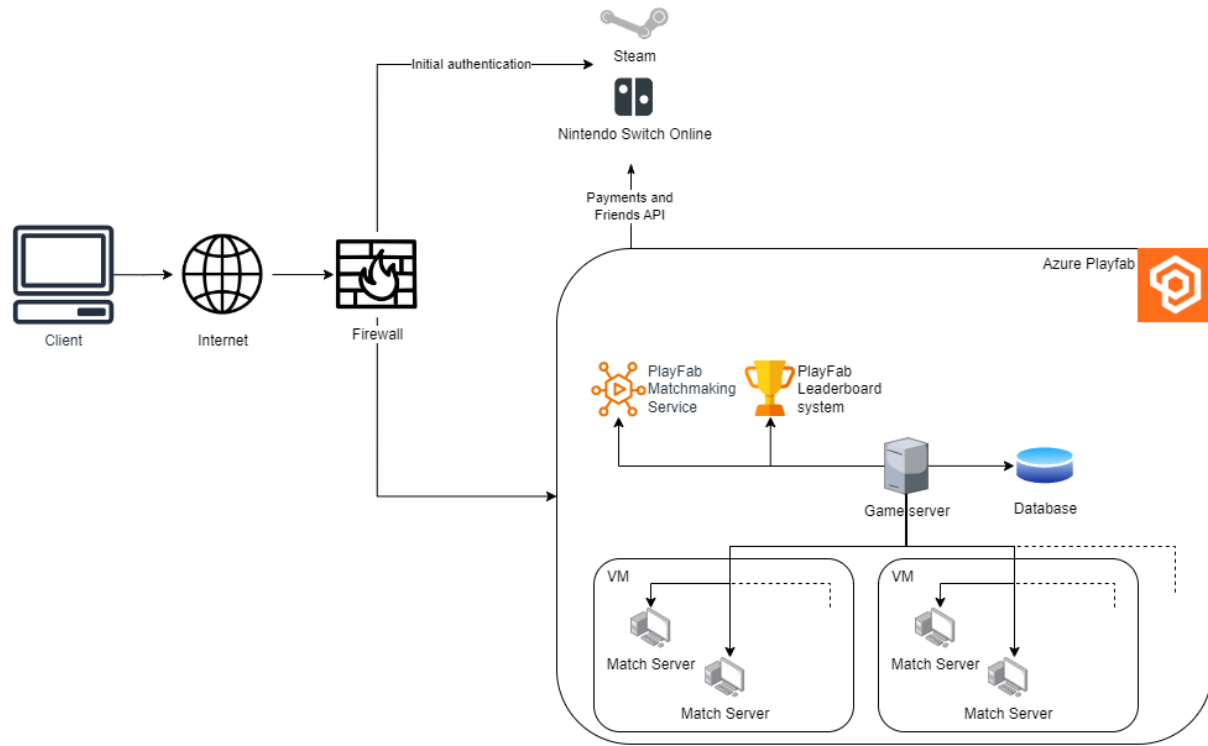 Steam
Initial authentication
Nintendo Switch Online
Payments and
Friends API
Azure Playfab
Client
Internet
Firewall
PlayFab
Matchmaking
Service
PlayFab
Leaderboard
system
Game server
Database
VM
VM
Match Server
Match Server
Match Server
Match Server